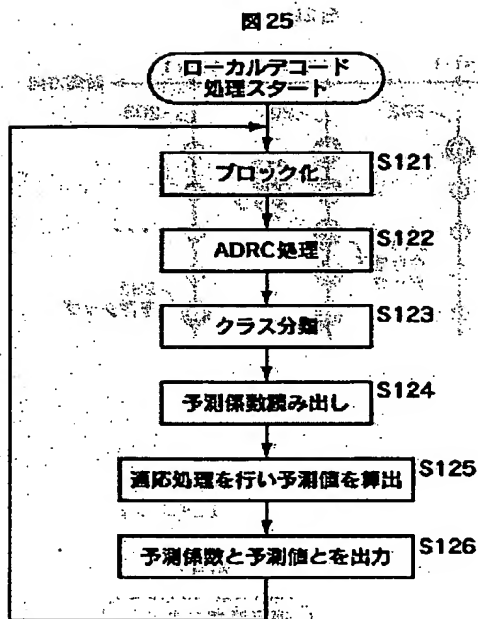 図25
ローカルデコード
処理スタート
ブロック化
S121
ADRC処理
S122
クラス分類
S123
予測係数読み出し
S124
適応処理を行い予測値を算出
S125
予測係数と予測値とを出力
S126